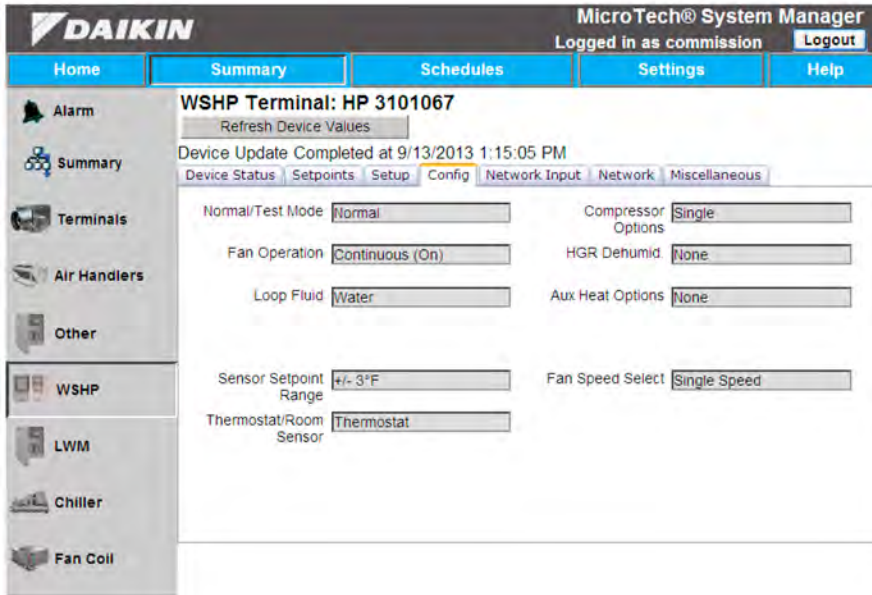 DAIKIN
MicroTech® System Manager
Logged in as commission Logout
Home Summary Schedules Settings Help
Alarm
Summary
Terminals
Air Handlers
Other
WSHP
LWM
Chiller
Fan Coil
WSHP Terminal: HP 3101067
Refresh Device Values
Device Update Completed at 9/13/2013 1:15:05 PM
Device Status Setpoints Setup Config Network Input Network Miscellaneous
Normal/Test Mode Normal
Compressor Options Single
Fan Operation Continuous (On)
HGR Dehumid. None
Loop Fluid Water
Aux Heat Options None
Sensor Setpoint Range +/- 3°F
Fan Speed Select Single Speed
Thermostat/Room Sensor Thermostat